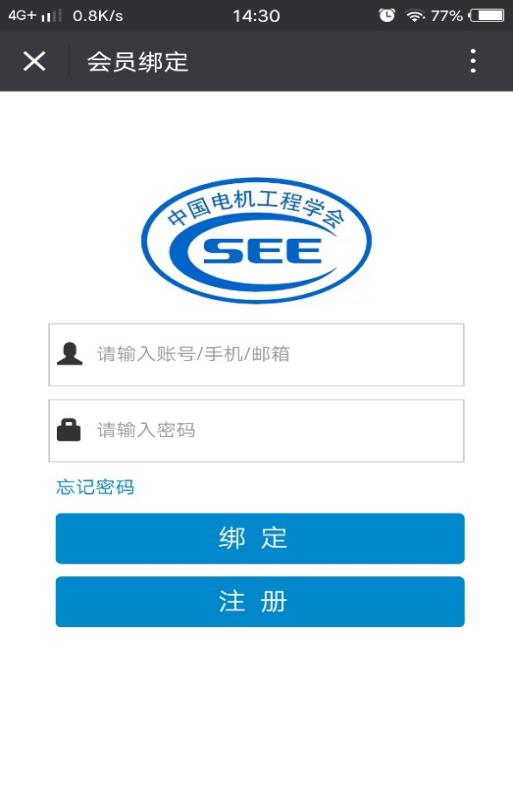 4G+ 0.8K/s 14:30 77%
会员绑定
中国电机工程学会
CSEE
请输入账号/手机/邮箱
请输入密码
忘记密码
绑 定
注 册